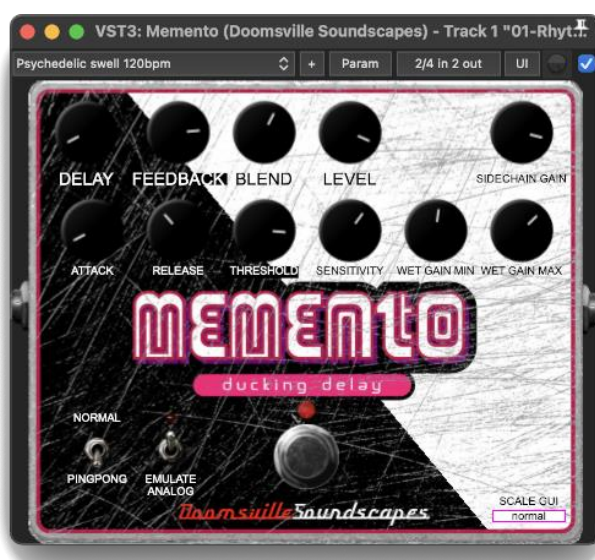 VST3: Memento (Doomsville Soundscapes) - Track 1 "01-Rhyt...
Psychedelic swell 120bpm + Param 2/4 in 2 out UI
DELAY FEEDBACK BLEND LEVEL SIDECHAIN GAIN
ATTACK RELEASE THRESHOLD SENSITIVITY WET GAIN MIN WET GAIN MAX
MEMENTO
ducking delay
NORMAL
PINGPONG
EMULATE
ANALOG
DoomsvilleSoundscapes
SCALE GUI
normal